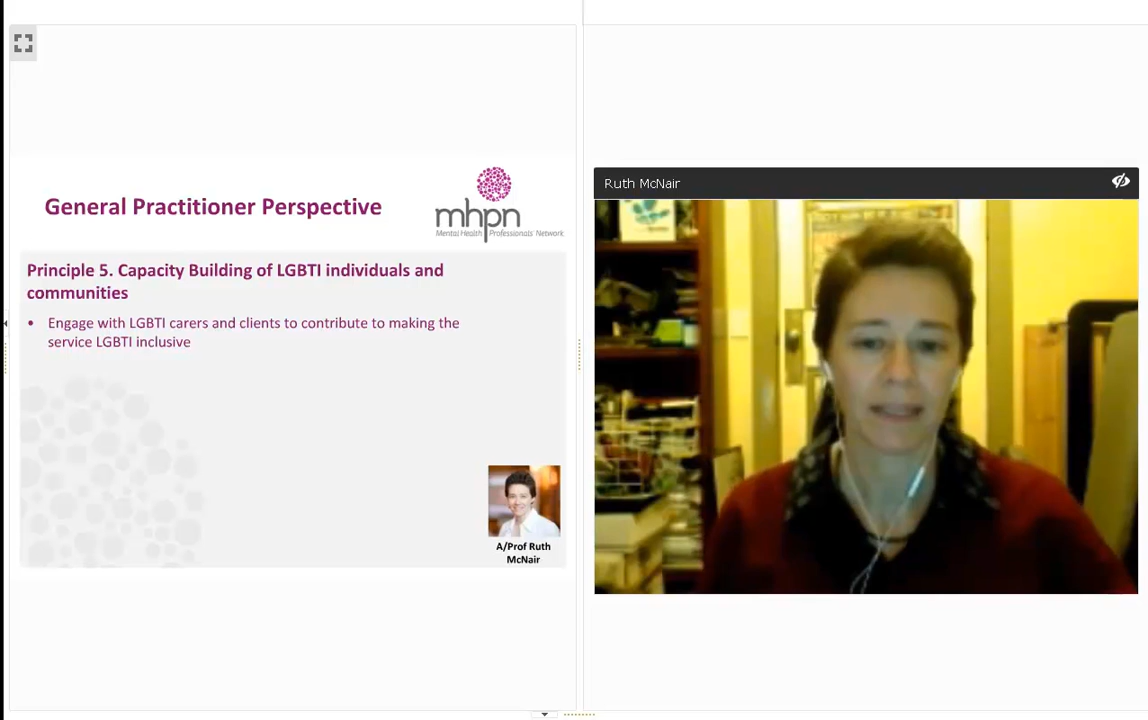 General Practitioner Perspective
mhpn
Mental Health Professionals' Network
Principle 5. Capacity Building of LGBTI individuals and
communities
• Engage with LGBTI carers and clients to contribute to making the
service LGBTI inclusive
A/Prof Ruth
McNair
Ruth McNair